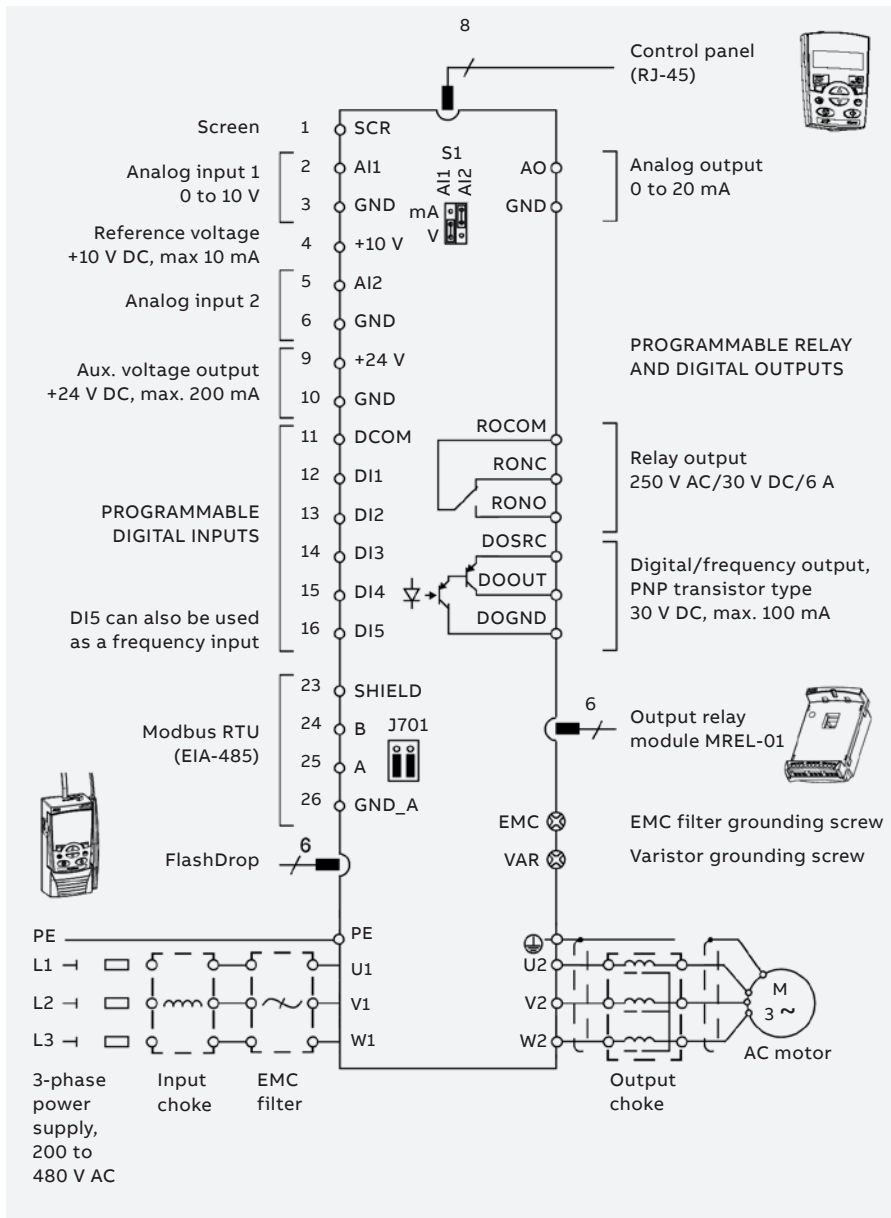 8
Control panel
(RJ-45)
Screen 1 SCR
S1
AI1 AI2
mA
V
Analog input 1
0 to 10 V
2 AI1
3 GND
AO
GND
Analog output
0 to 20 mA
Reference voltage
+10 V DC, max 10 mA
4 +10 V
Analog input 2
5 AI2
6 GND
Aux. voltage output
+24 V DC, max. 200 mA
9 +24 V
10 GND
PROGRAMMABLE RELAY
AND DIGITAL OUTPUTS
PROGRAMMABLE
DIGITAL INPUTS
DI5 can also be used
as a frequency input
11 DCOM
12 DI1
13 DI2
14 DI3
15 DI4
16 DI5
ROCOM
RONC
RONO
Relay output
250 V AC/30 V DC/6 A
DOSRC
DOOUT
DOGND
Digital/frequency output,
PNP transistor type
30 V DC, max. 100 mA
Modbus RTU
(EIA-485)
23 SHIELD
24 B
25 A
26 GND_A
J701
6
Output relay
module MREL-01
EMC EMC filter grounding screw
VAR Varistor grounding screw
FlashDrop 6
PE PE
L1 U1
L2 V1
L3 W1
U2
V2
W2
M
3 ~
AC motor
3-phase
power
supply,
200 to
480 V AC
Input
choke
EMC
filter
Output
choke